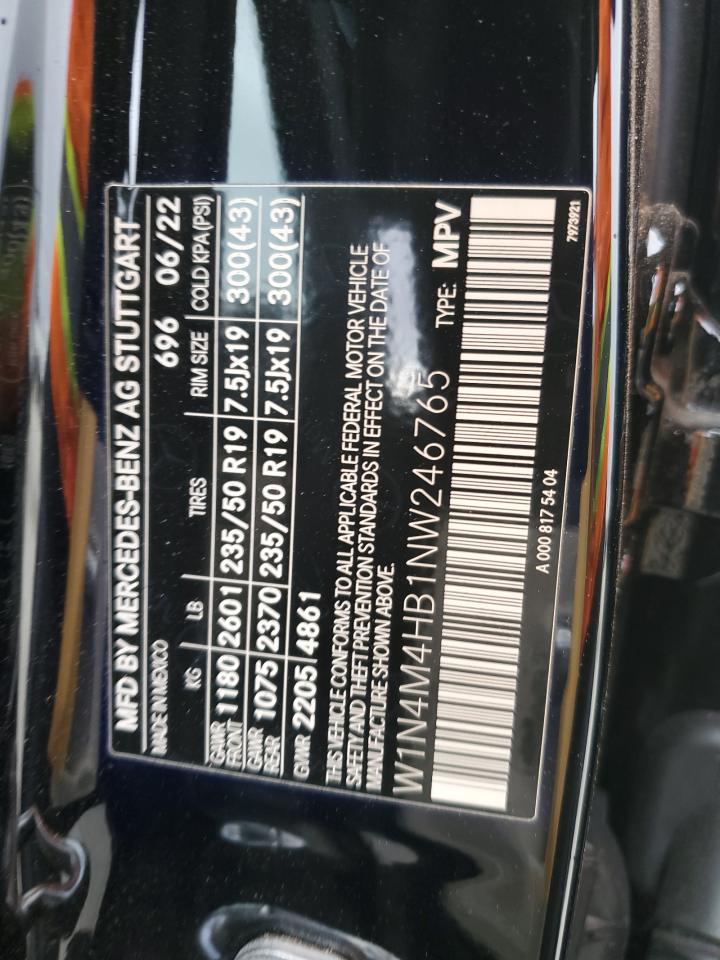 MFD BY MERCEDES-BENZ AG STUTTGART
MADE IN MEXICO 696 06/22
KG LB TIRES RIM SIZE COLD KPA (PSI)
GAWR FRONT 1180 2601 235/50 R19 7.5Jx19 300(43)
GAWR REAR 1075 2370 235/50 R19 7.5Jx19 300(43)
GVWR 2205 4861
THIS VEHICLE CONFORMS TO ALL APPLICABLE FEDERAL MOTOR VEHICLE
SAFETY AND THEFT PREVENTION STANDARDS IN EFFECT ON THE DATE OF
MANUFACTURE SHOWN ABOVE.
W1N4M4HB1NW246765 TYPE: MPV
A 000 817 54 04 7973921